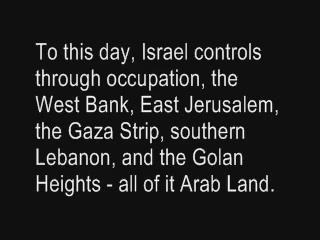 To this day, Israel controls
through occupation, the
West Bank, East Jerusalem,
the Gaza Strip, southern
Lebanon, and the Golan
Heights - all of it Arab Land.